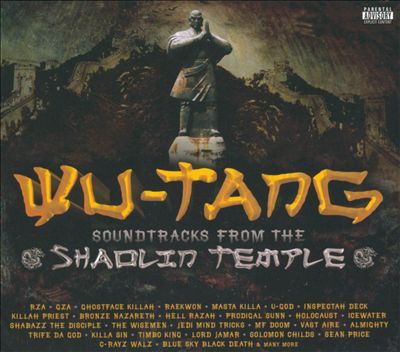 PARENTAL
ADVISORY
EXPLICIT CONTENT
WU-TANG
SOUNDTRACKS FROM THE
SHAOLIN TEMPLE
RZA - GZA - GHOSTFACE KILLAH - RAEKWON - MASTA KILLA - U-GOD - INSPECTAH DECK
KILLAH PRIEST - BRONZE NAZARETH - HELL RAZAH - PRODIGAL SUNN - HOLOCAUST - ICEWATER
SHABAZZ THE DISCIPLE - THE WISEMEN - JEDI MIND TRICKS - MF DOOM - VAST AIRE - ALMIGHTY
TRIFE DA GOD - KILLA SIN - TIMBO KING - LORD JAMAR - SOLOMON CHILDS - SEAN PRICE
C-RAYZ WALZ - BLUE SKY BLACK DEATH & MANY MORE